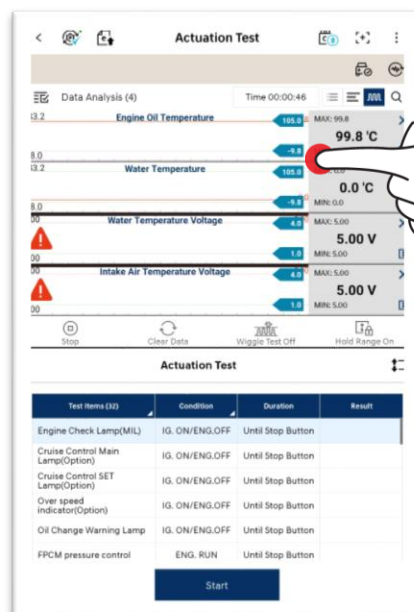 Actuation Test
Data Analysis (4)
Time 00:00:46
Engine Oil Temperature
105.0
MAX: 99.8
99.8 'C
-9.8
8.0
Water Temperature
105.0
0.0 'C
-9.8
MIN: 0.0
8.0
Water Temperature Voltage
4.0
MAX: 5.00
5.00 V
1.0
MIN: 5.00
Intake Air Temperature Voltage
4.0
MAX: 5.00
5.00 V
1.0
MIN: 5.00
Stop
Clear Data
Wiggle Test Off
Hold Range On
Actuation Test
Test Items (32)
Condition
Duration
Result
Engine Check Lamp(MIL)
IG. ON/ENG.OFF
Until Stop Button
Cruise Control Main
Lamp(Option)
IG. ON/ENG.OFF
Until Stop Button
Cruise Control SET
Lamp(Option)
IG. ON/ENG.OFF
Until Stop Button
Over speed
indicator(Option)
IG. ON/ENG.OFF
Until Stop Button
Oil Change Warning Lamp
IG. ON/ENG.OFF
Until Stop Button
FPCM pressure control
ENG. RUN
Until Stop Button
Start